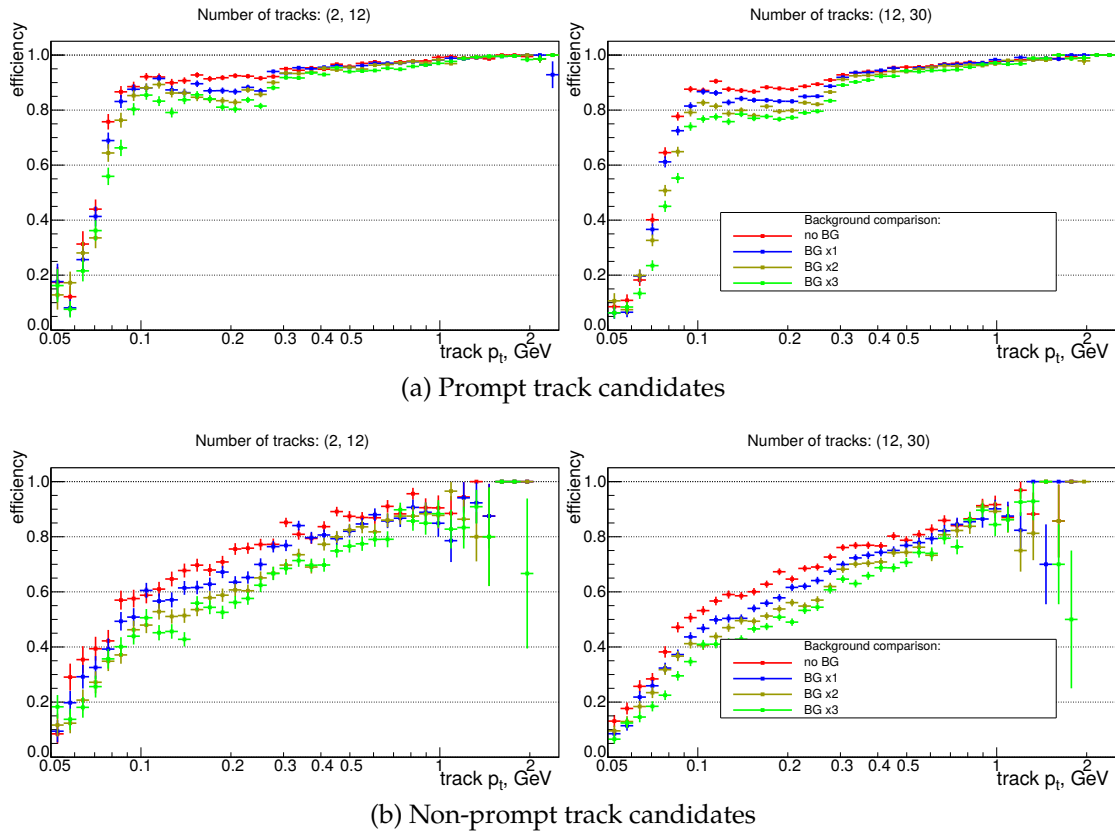 Number of tracks: (2, 12)
efficiency
1.0
0.8
0.6
0.4
0.2
0.0
0.05 0.1 0.2 0.3 0.4 0.5 1 2
track pt, GeV
Number of tracks: (12, 30)
efficiency
1.0
0.8
0.6
0.4
0.2
0.0
Background comparison:
no BG
BG x1
BG x2
BG x3
0.05 0.1 0.2 0.3 0.4 0.5 1 2
track pt, GeV
(a) Prompt track candidates
Number of tracks: (2, 12)
efficiency
1.0
0.8
0.6
0.4
0.2
0.0
0.05 0.1 0.2 0.3 0.4 0.5 1 2
track pt, GeV
Number of tracks: (12, 30)
efficiency
1.0
0.8
0.6
0.4
0.2
0.0
Background comparison:
no BG
BG x1
BG x2
BG x3
0.05 0.1 0.2 0.3 0.4 0.5 1 2
track pt, GeV
(b) Non-prompt track candidates